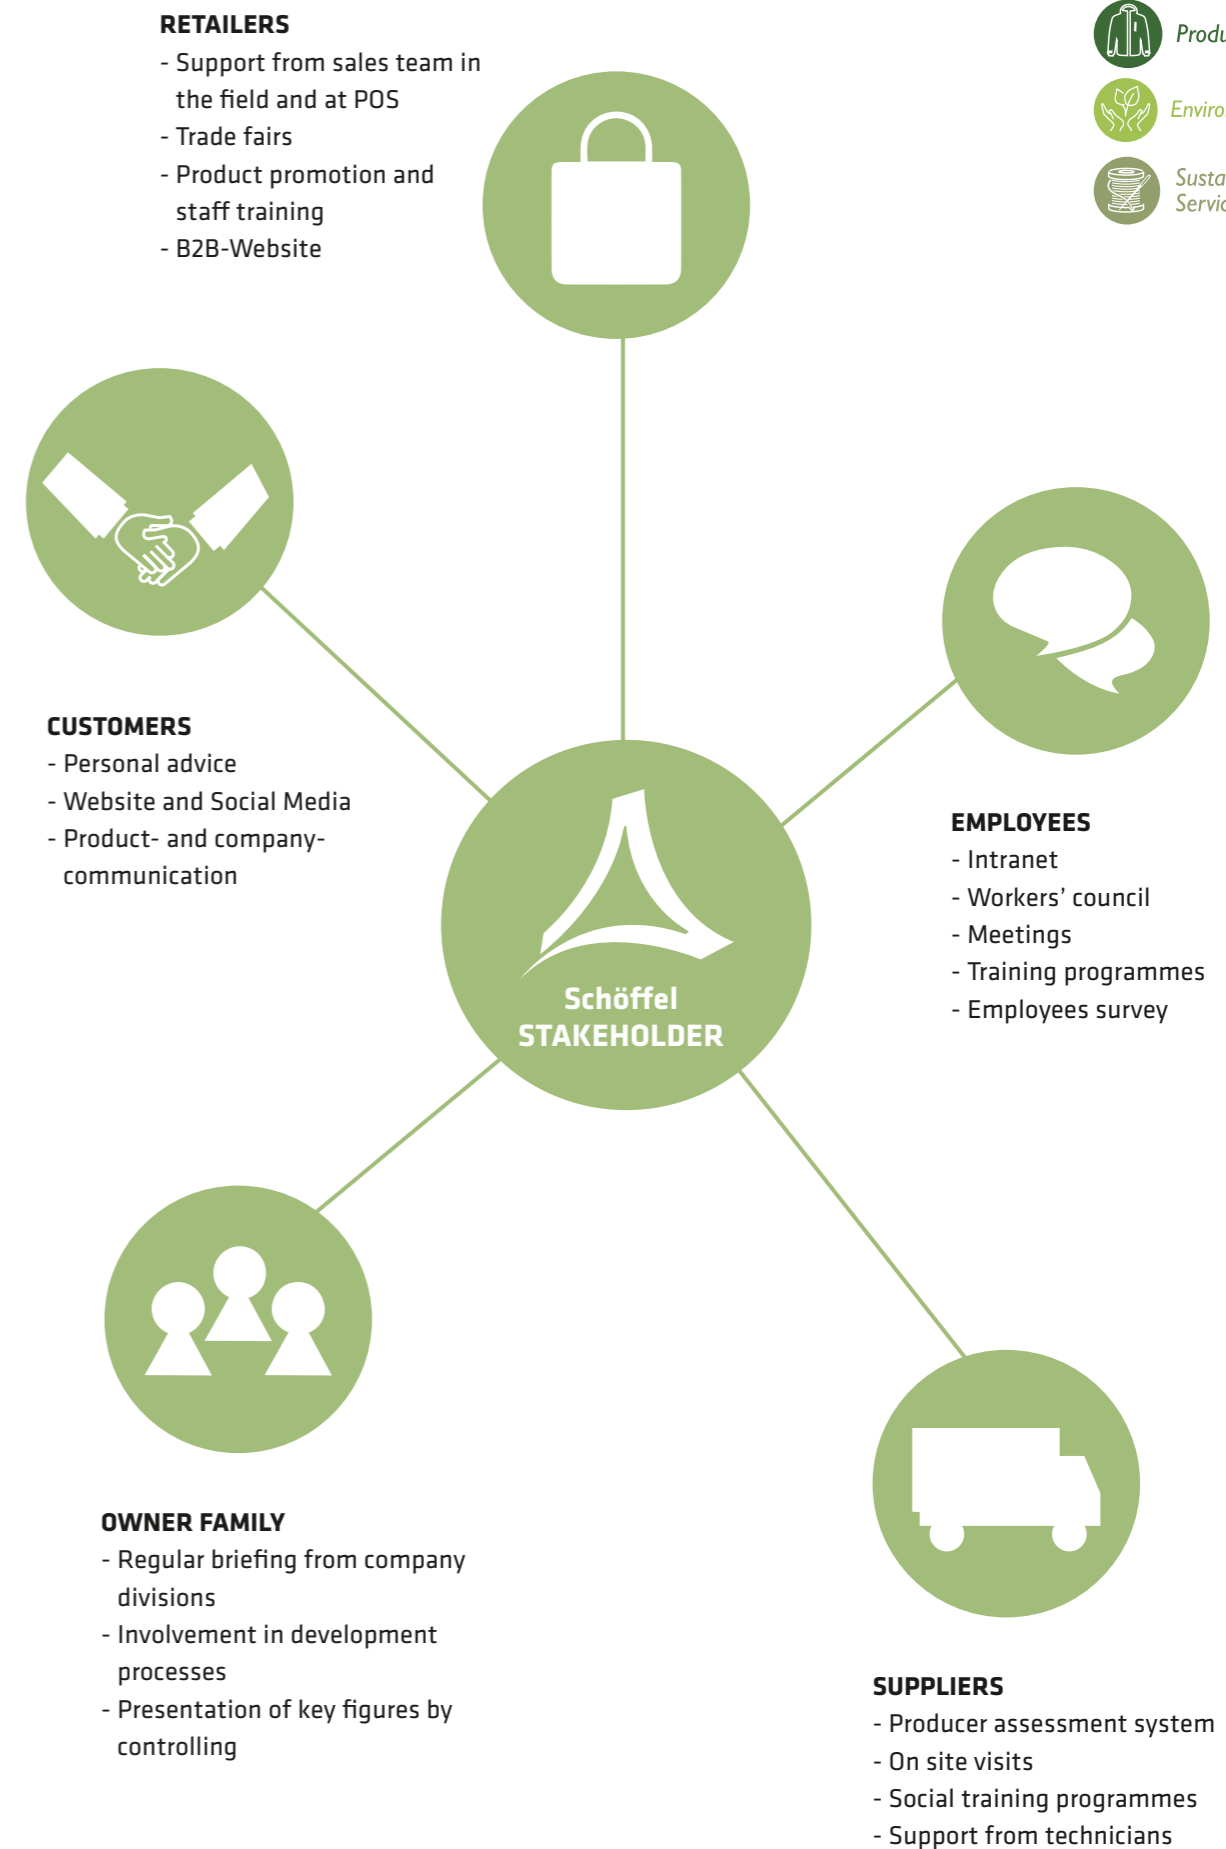 RETAILERS
- Support from sales team in
the field and at POS
- Trade fairs
- Product promotion and
staff training
- B2B-Website
CUSTOMERS
- Personal advice
- Website and Social Media
- Product- and company-
communication
EMPLOYEES
- Intranet
- Workers’ council
- Meetings
- Training programmes
- Employees survey
Schöffel
STAKEHOLDER
OWNER FAMILY
- Regular briefing from company
divisions
- Involvement in development
processes
- Presentation of key figures by
controlling
SUPPLIERS
- Producer assessment system
- On site visits
- Social training programmes
- Support from technicians